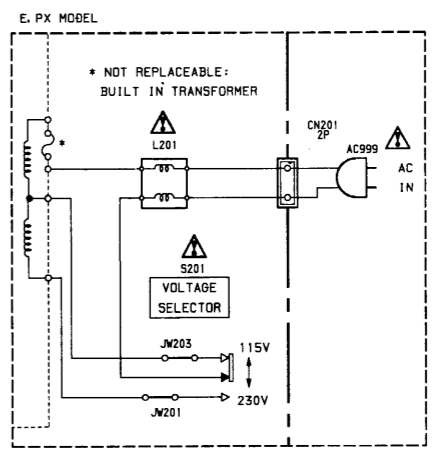 E, PX MODEL
* NOT REPLACEABLE:
BUILT IN TRANSFORMER
*
L201
CN201
2P
AC999
AC
IN
S201
VOLTAGE
SELECTOR
JW203
115V
JW201
230V